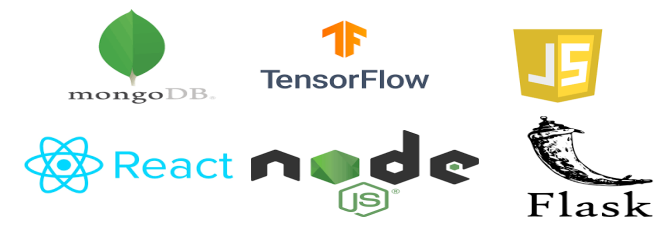 mongoDB®
TensorFlow
JS
React
node
JS®
Flask